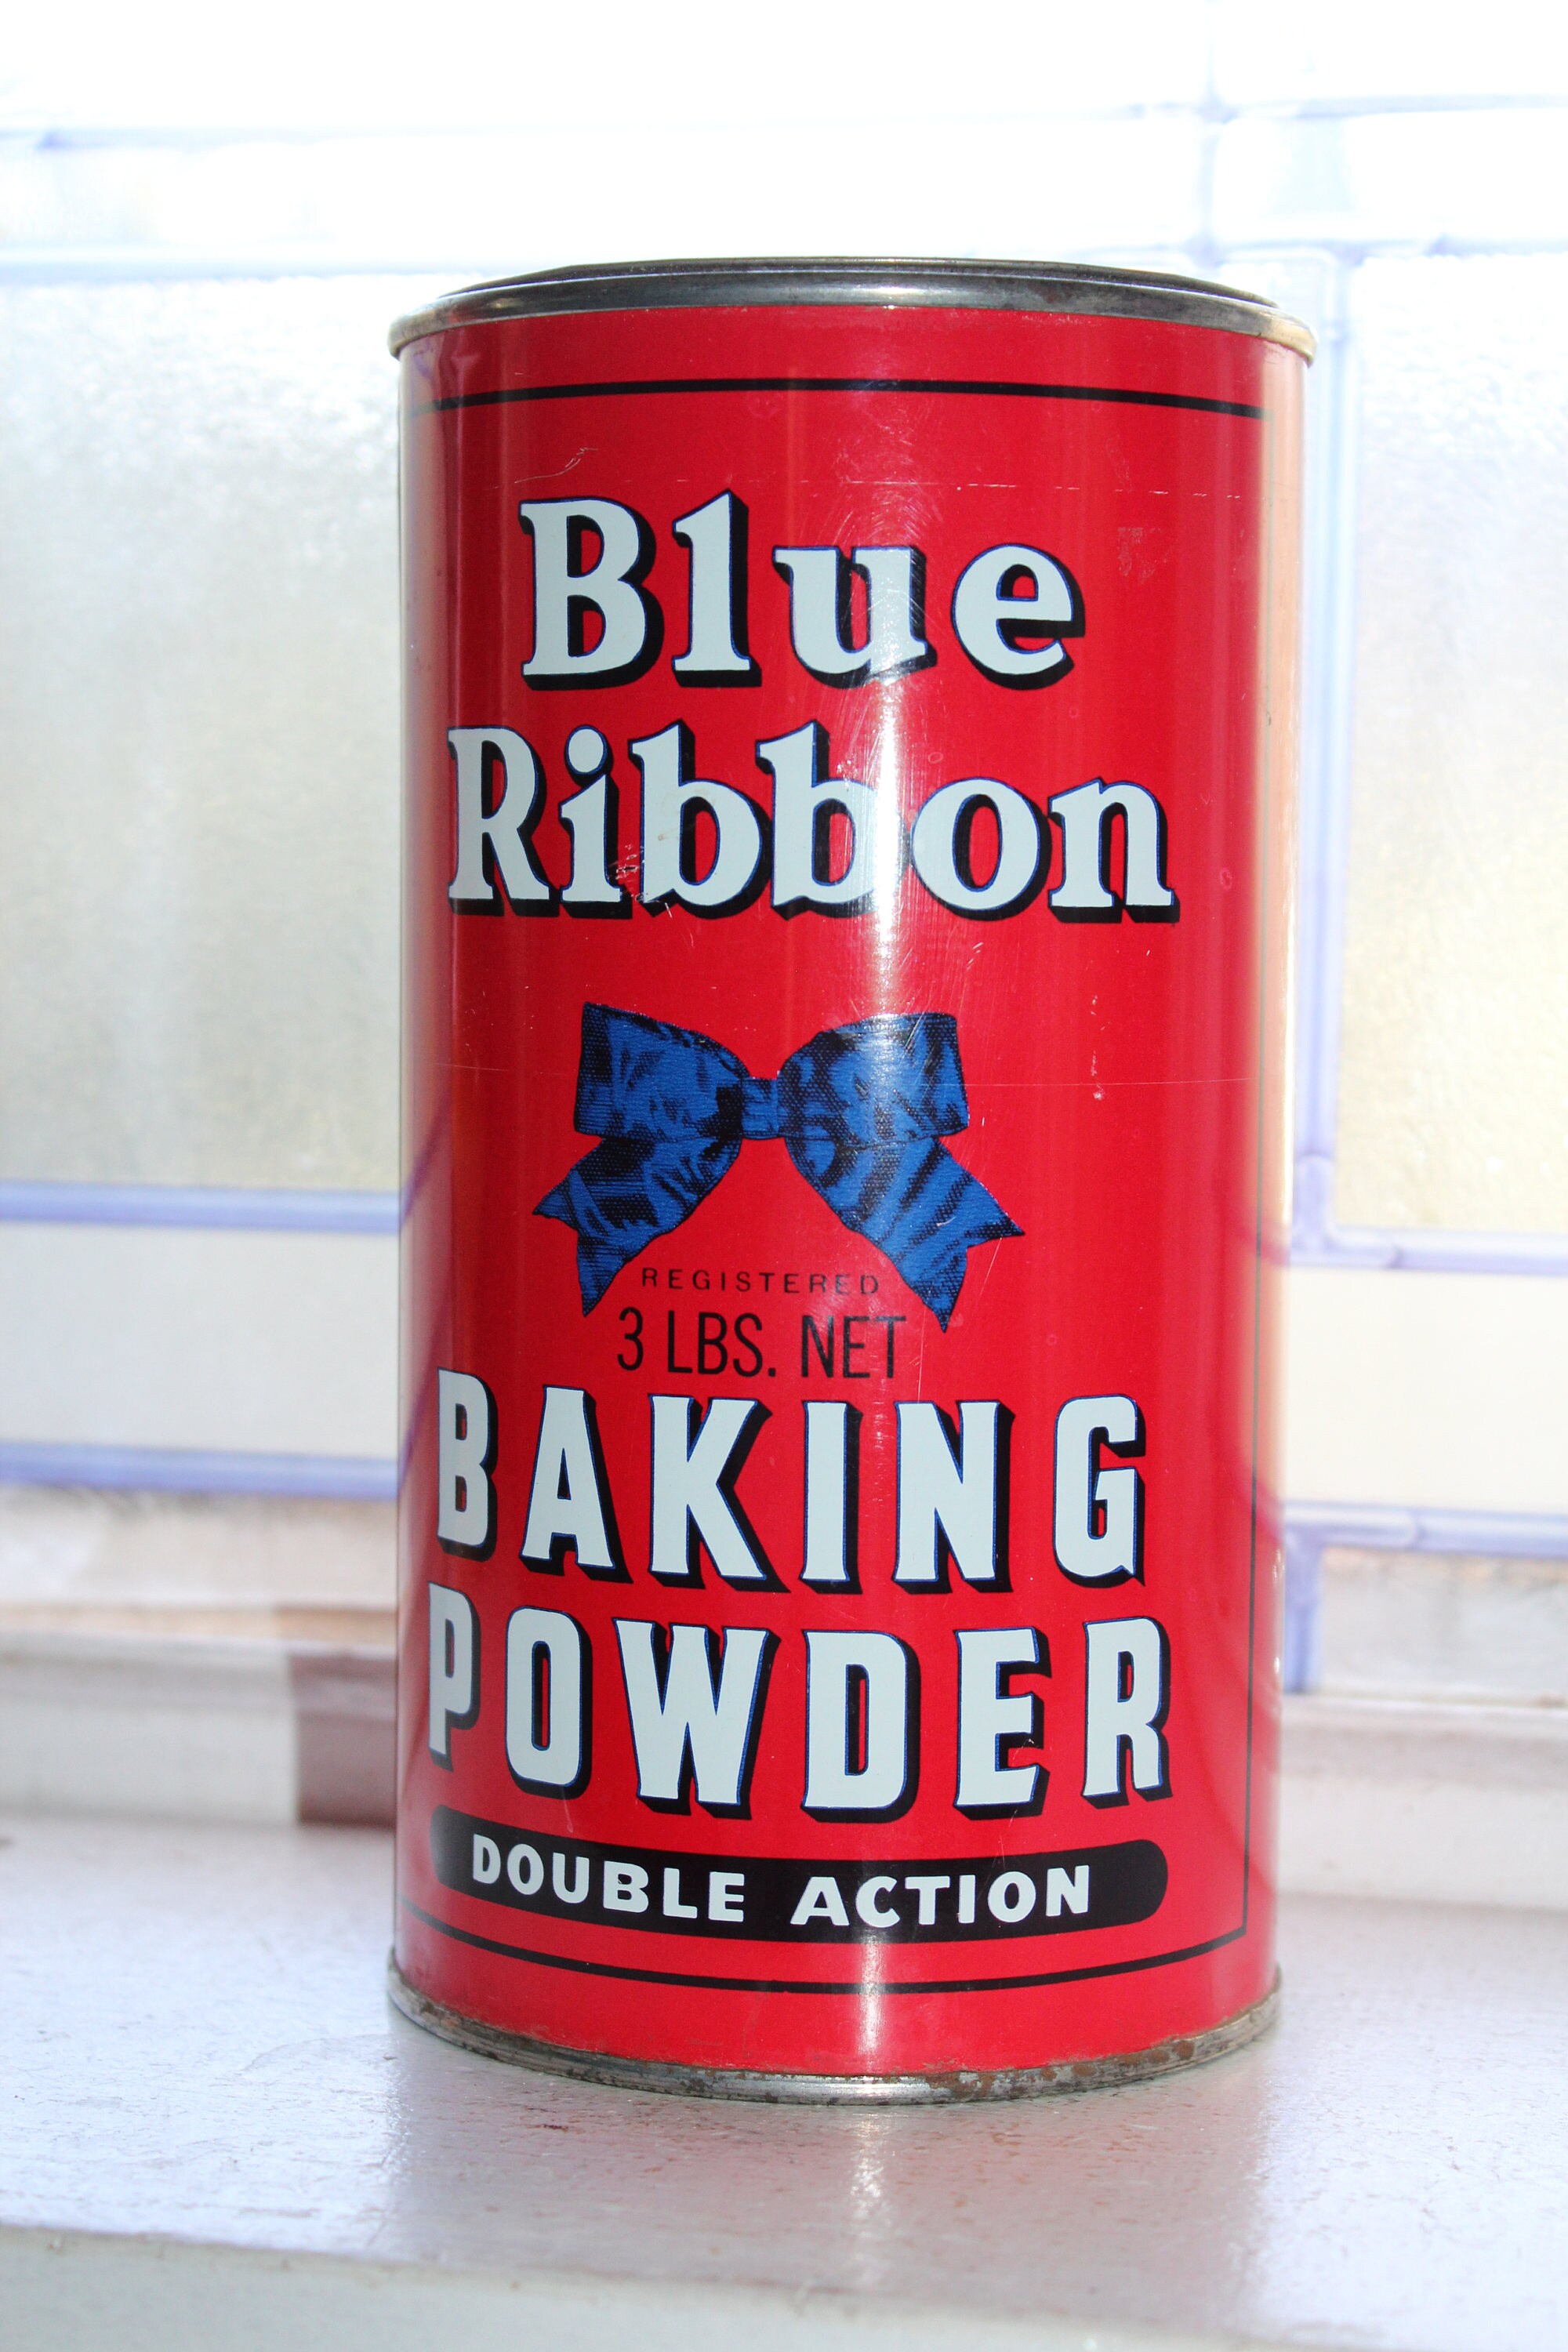 Blue
Ribbon
REGISTERED
3 LBS. NET
BAKING
POWDER
DOUBLE ACTION